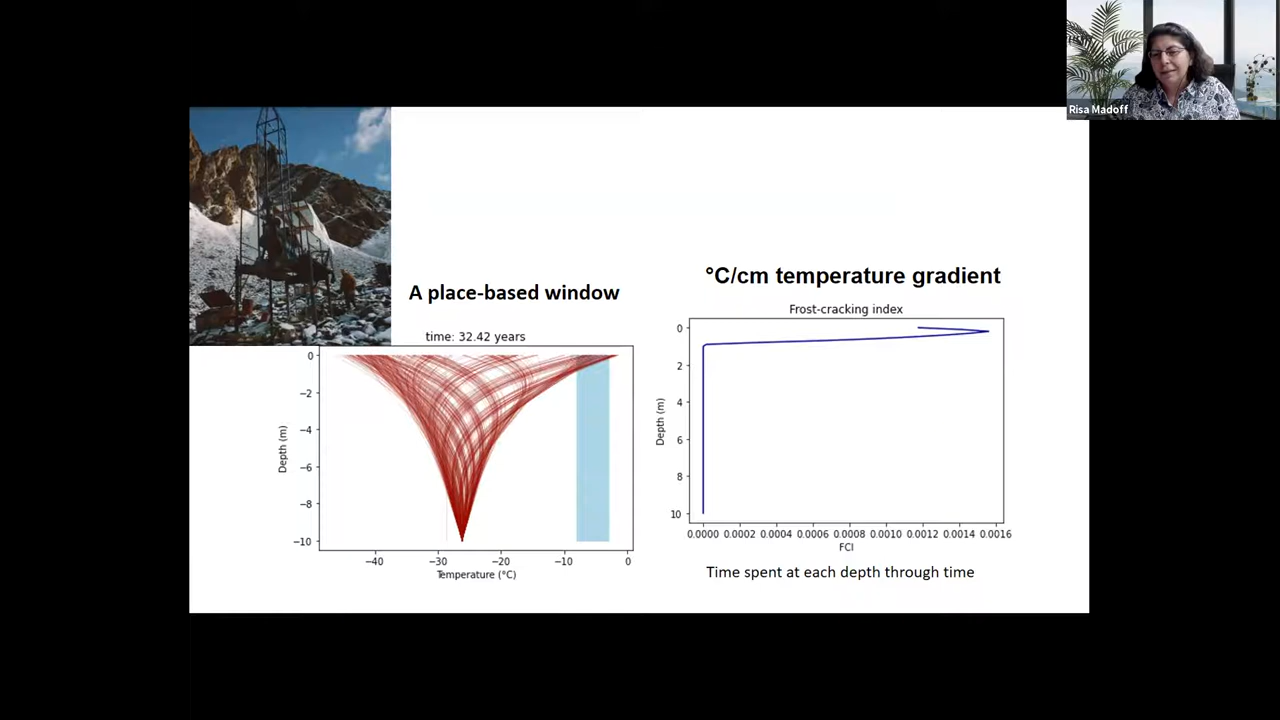 Risa Madoff
°C/cm temperature gradient
A place-based window
Frost-cracking index
time: 32.42 years
0
−2
−4
−6
−8
−10
Depth (m)
−40
−30
−20
−10
0
Temperature (°C)
0
2
4
6
8
10
Depth (m)
0.0000
0.0002
0.0004
0.0006
0.0008
0.0010
0.0012
0.0014
0.0016
FCI
Time spent at each depth through time